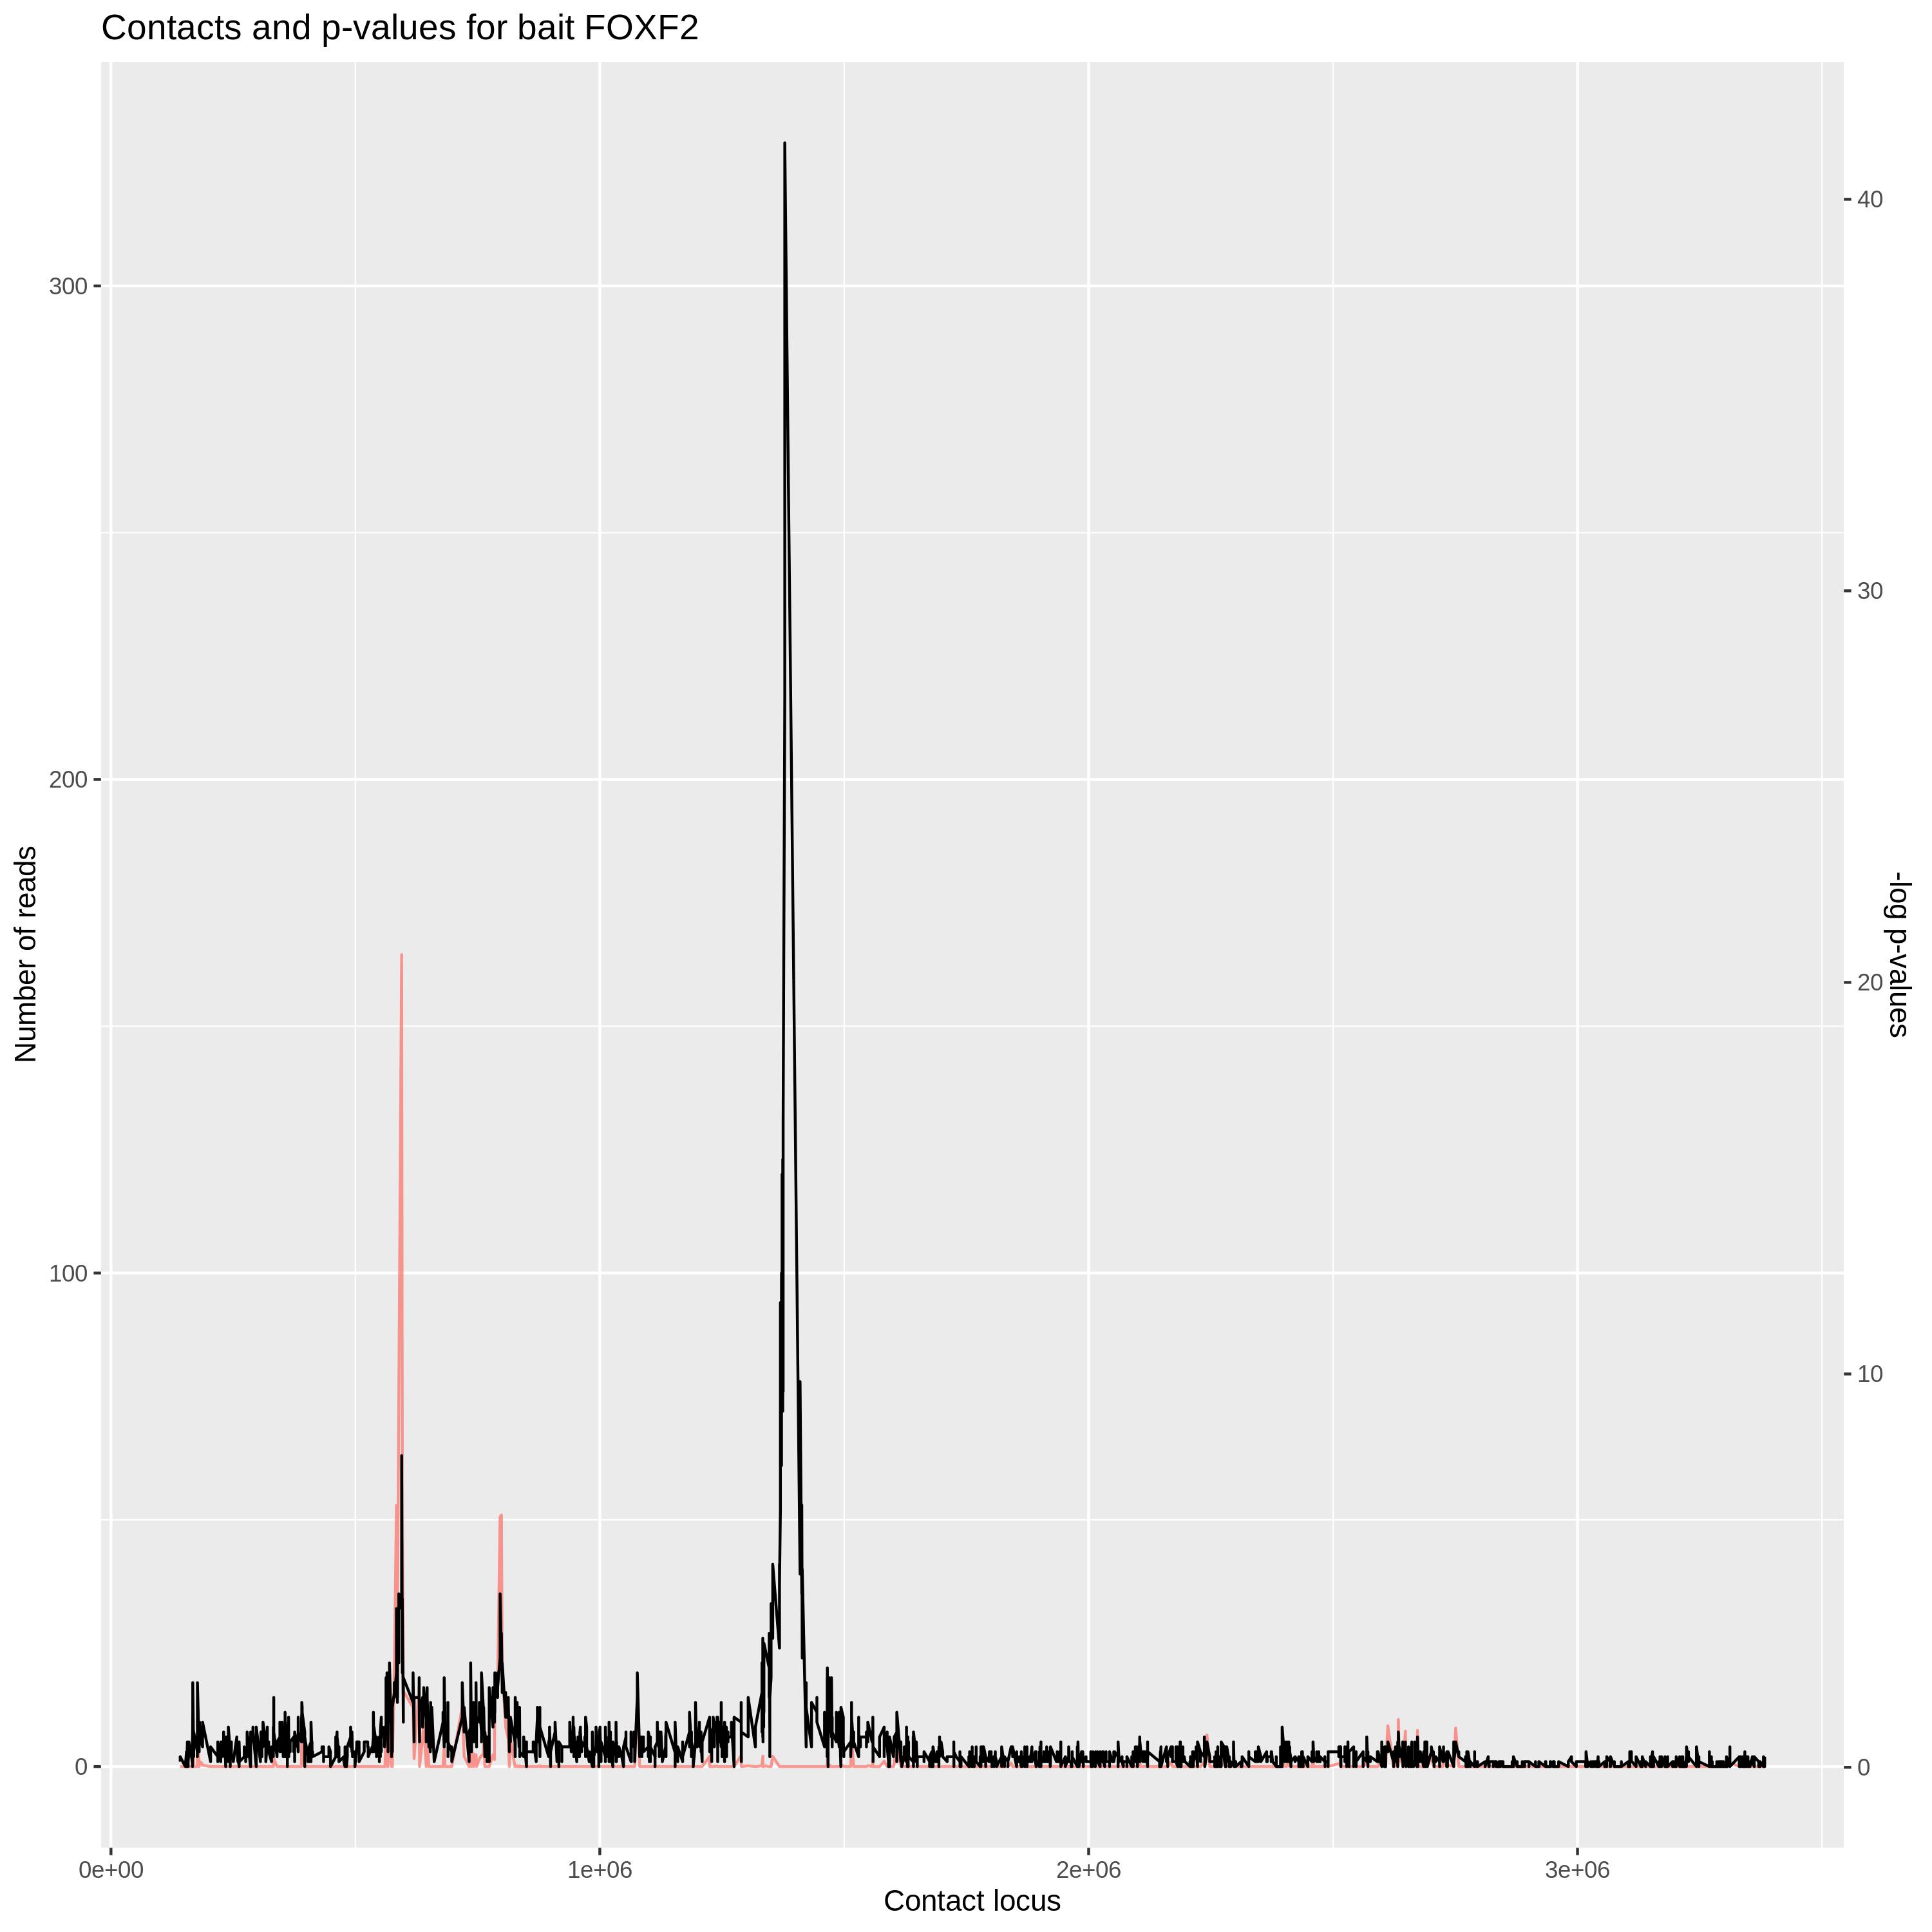 Contacts and p-values for bait FOXF2
Number of reads
300
200
100
0
40
30
20
10
0
-log p-values
0e+00
1e+06
2e+06
3e+06
Contact locus